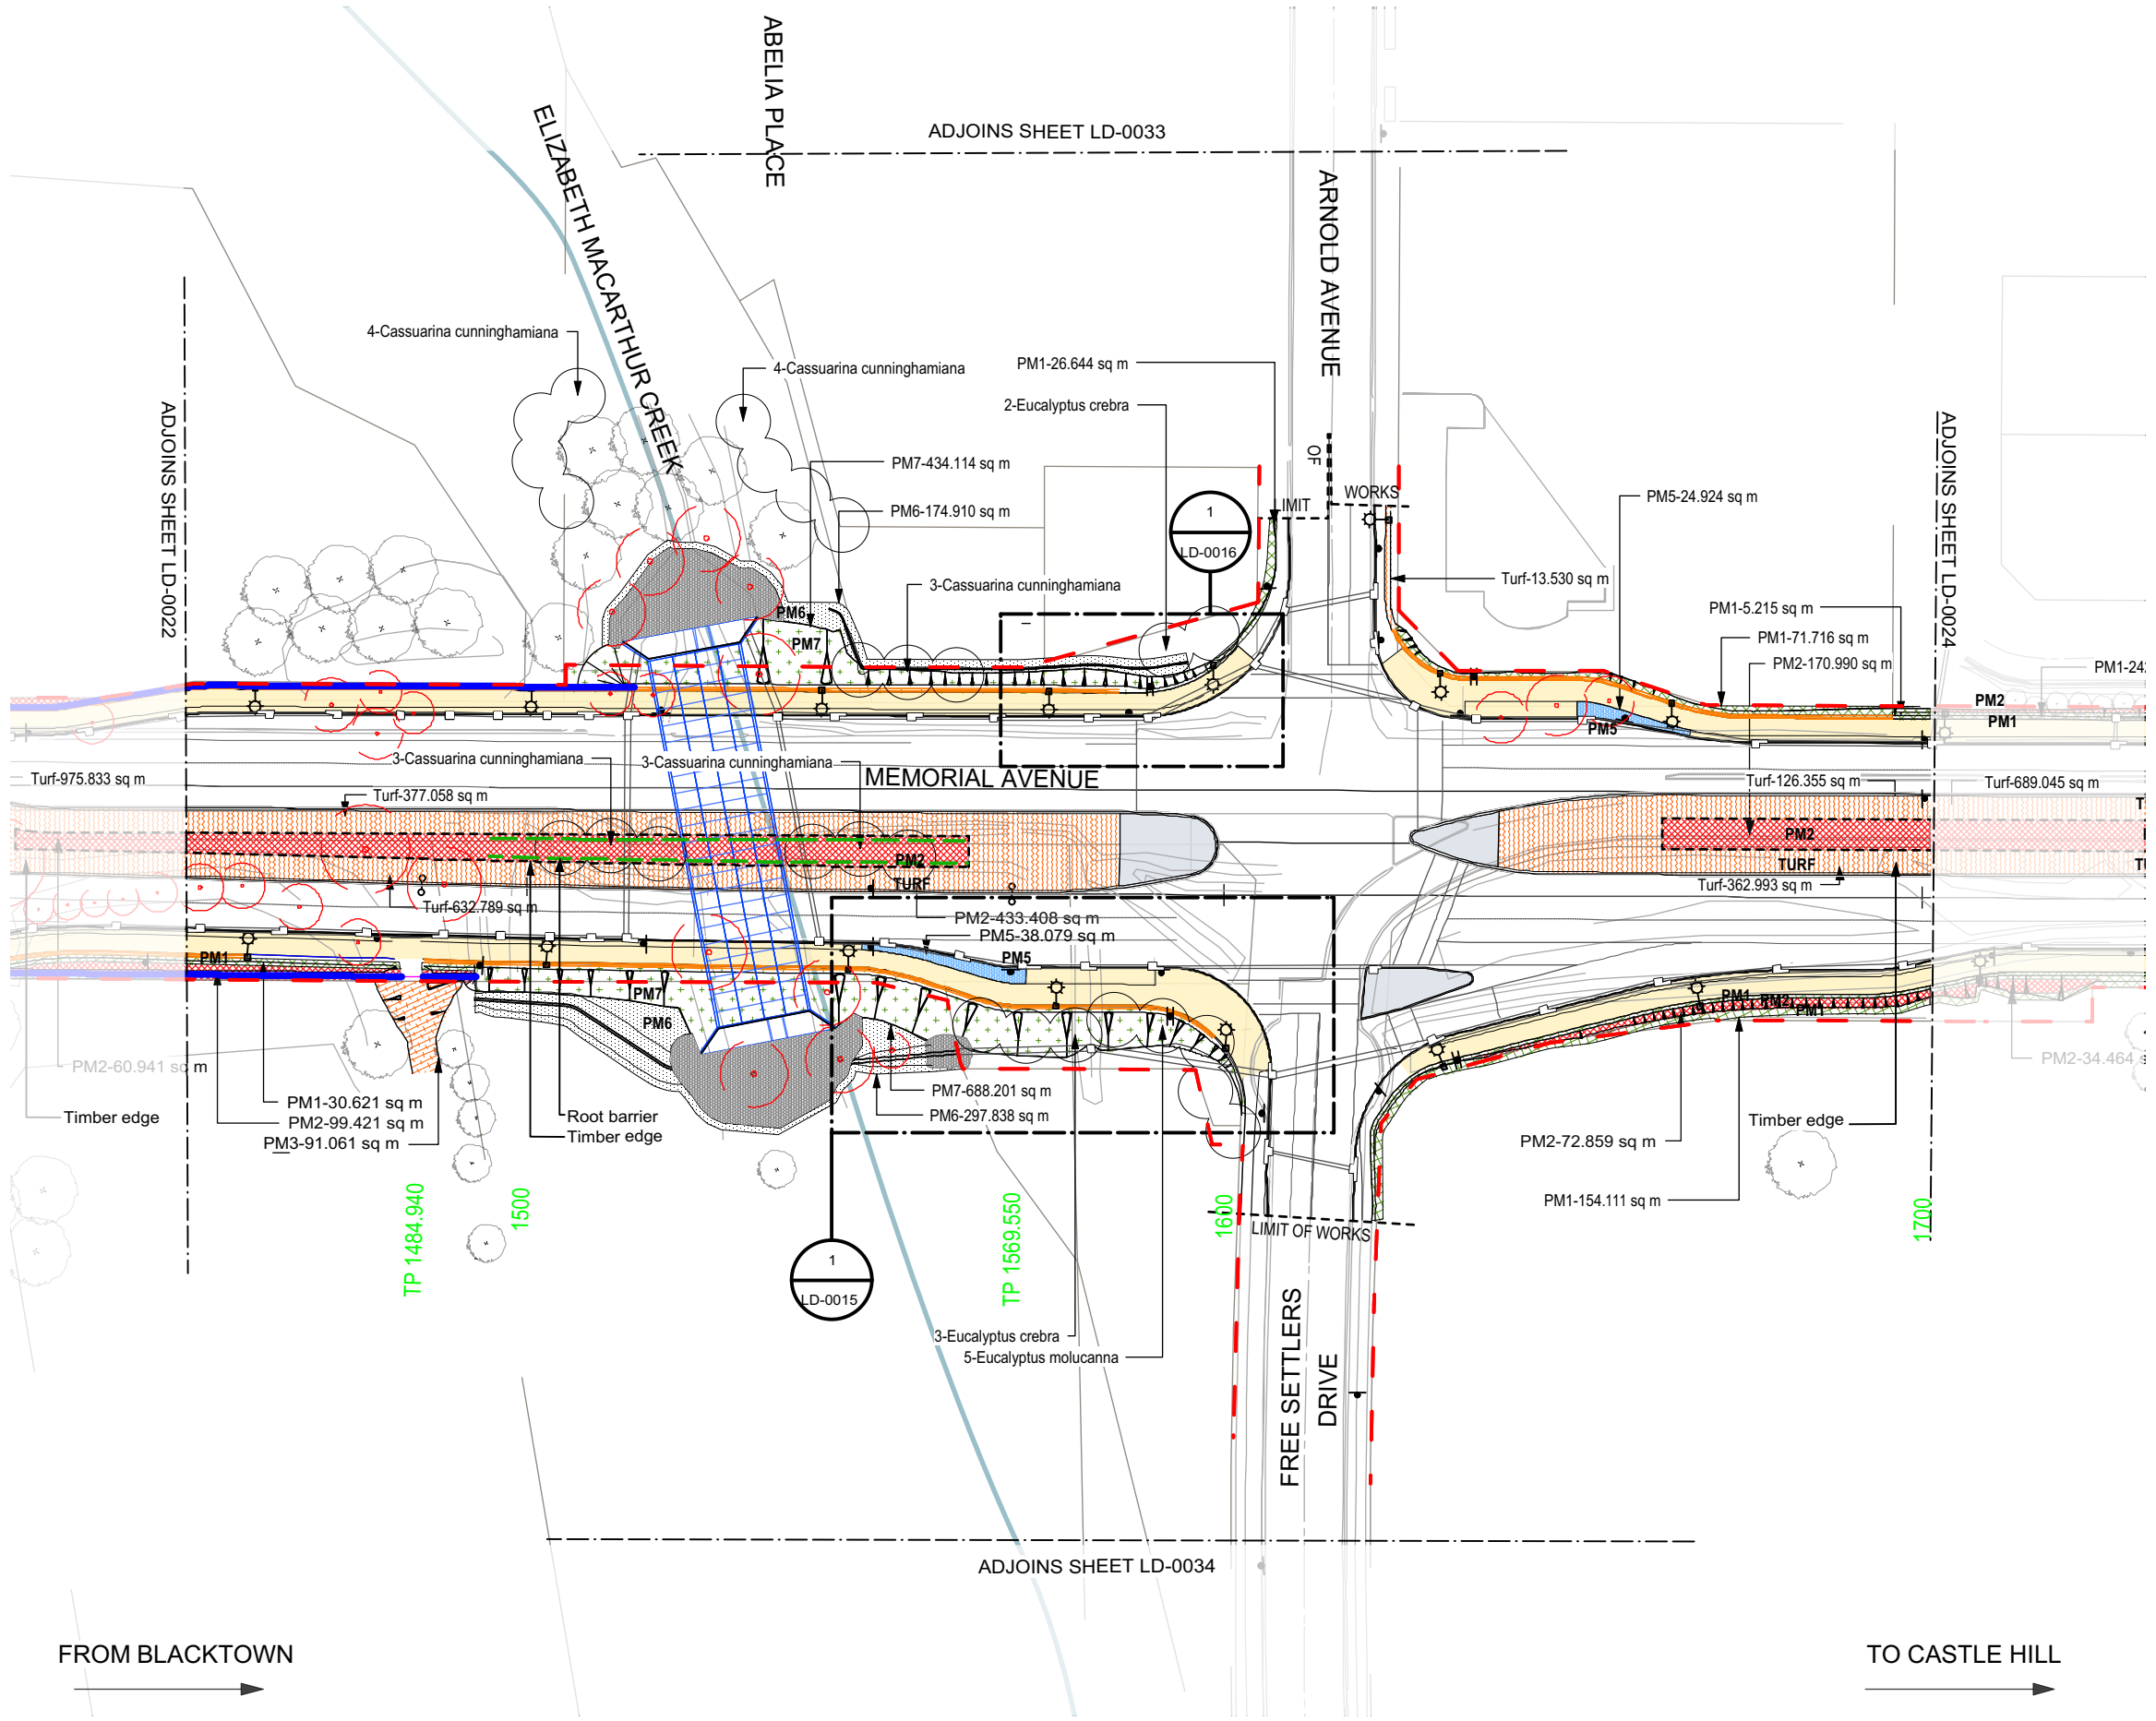 ABELIA PLACE
ADJOINS SHEET LD-0033
ELIZABETH MACARTHUR CREEK
ARNOLD AVENUE
4-Cassuarina cunninghamiana
4-Cassuarina cunninghamiana
PM1-26.644 sq m
2-Eucalyptus crebra
ADJOINS SHEET LD-0022
ADJOINS SHEET LD-0024
PM7-434.114 sq m
PM6-174.910 sq m
LIMIT
OF
WORKS
1
LD-0016
PM5-24.924 sq m
3-Cassuarina cunninghamiana
Turf-13.530 sq m
PM6
PM7
PM1-5.215 sq m
PM1-71.716 sq m
PM2-170.990 sq m
PM2
PM1
PM5
3-Cassuarina cunninghamiana
3-Cassuarina cunninghamiana
MEMORIAL AVENUE
Turf-975.833 sq m
Turf-377.058 sq m
Turf-126.355 sq m
Turf-689.045 sq m
PM2
TURF
PM2
TURF
Turf-632.789 sq m
Turf-362.993 sq m
PM2-433.408 sq m
PM5-38.079 sq m
PM5
PM1
PM7
PM6
PM1
PM2
PM1
PM2-60.941 sq m
PM2-34.464
Timber edge
PM1-30.621 sq m
PM2-99.421 sq m
PM3-91.061 sq m
Root barrier
Timber edge
PM7-688.201 sq m
PM6-297.838 sq m
Timber edge
PM2-72.859 sq m
PM1-154.111 sq m
TP 1484.940
1500
TP 1569.550
1600
1700
LIMIT OF WORKS
1
LD-0015
3-Eucalyptus crebra
5-Eucalyptus molucanna
FREE SETTLERS
DRIVE
ADJOINS SHEET LD-0034
FROM BLACKTOWN
TO CASTLE HILL